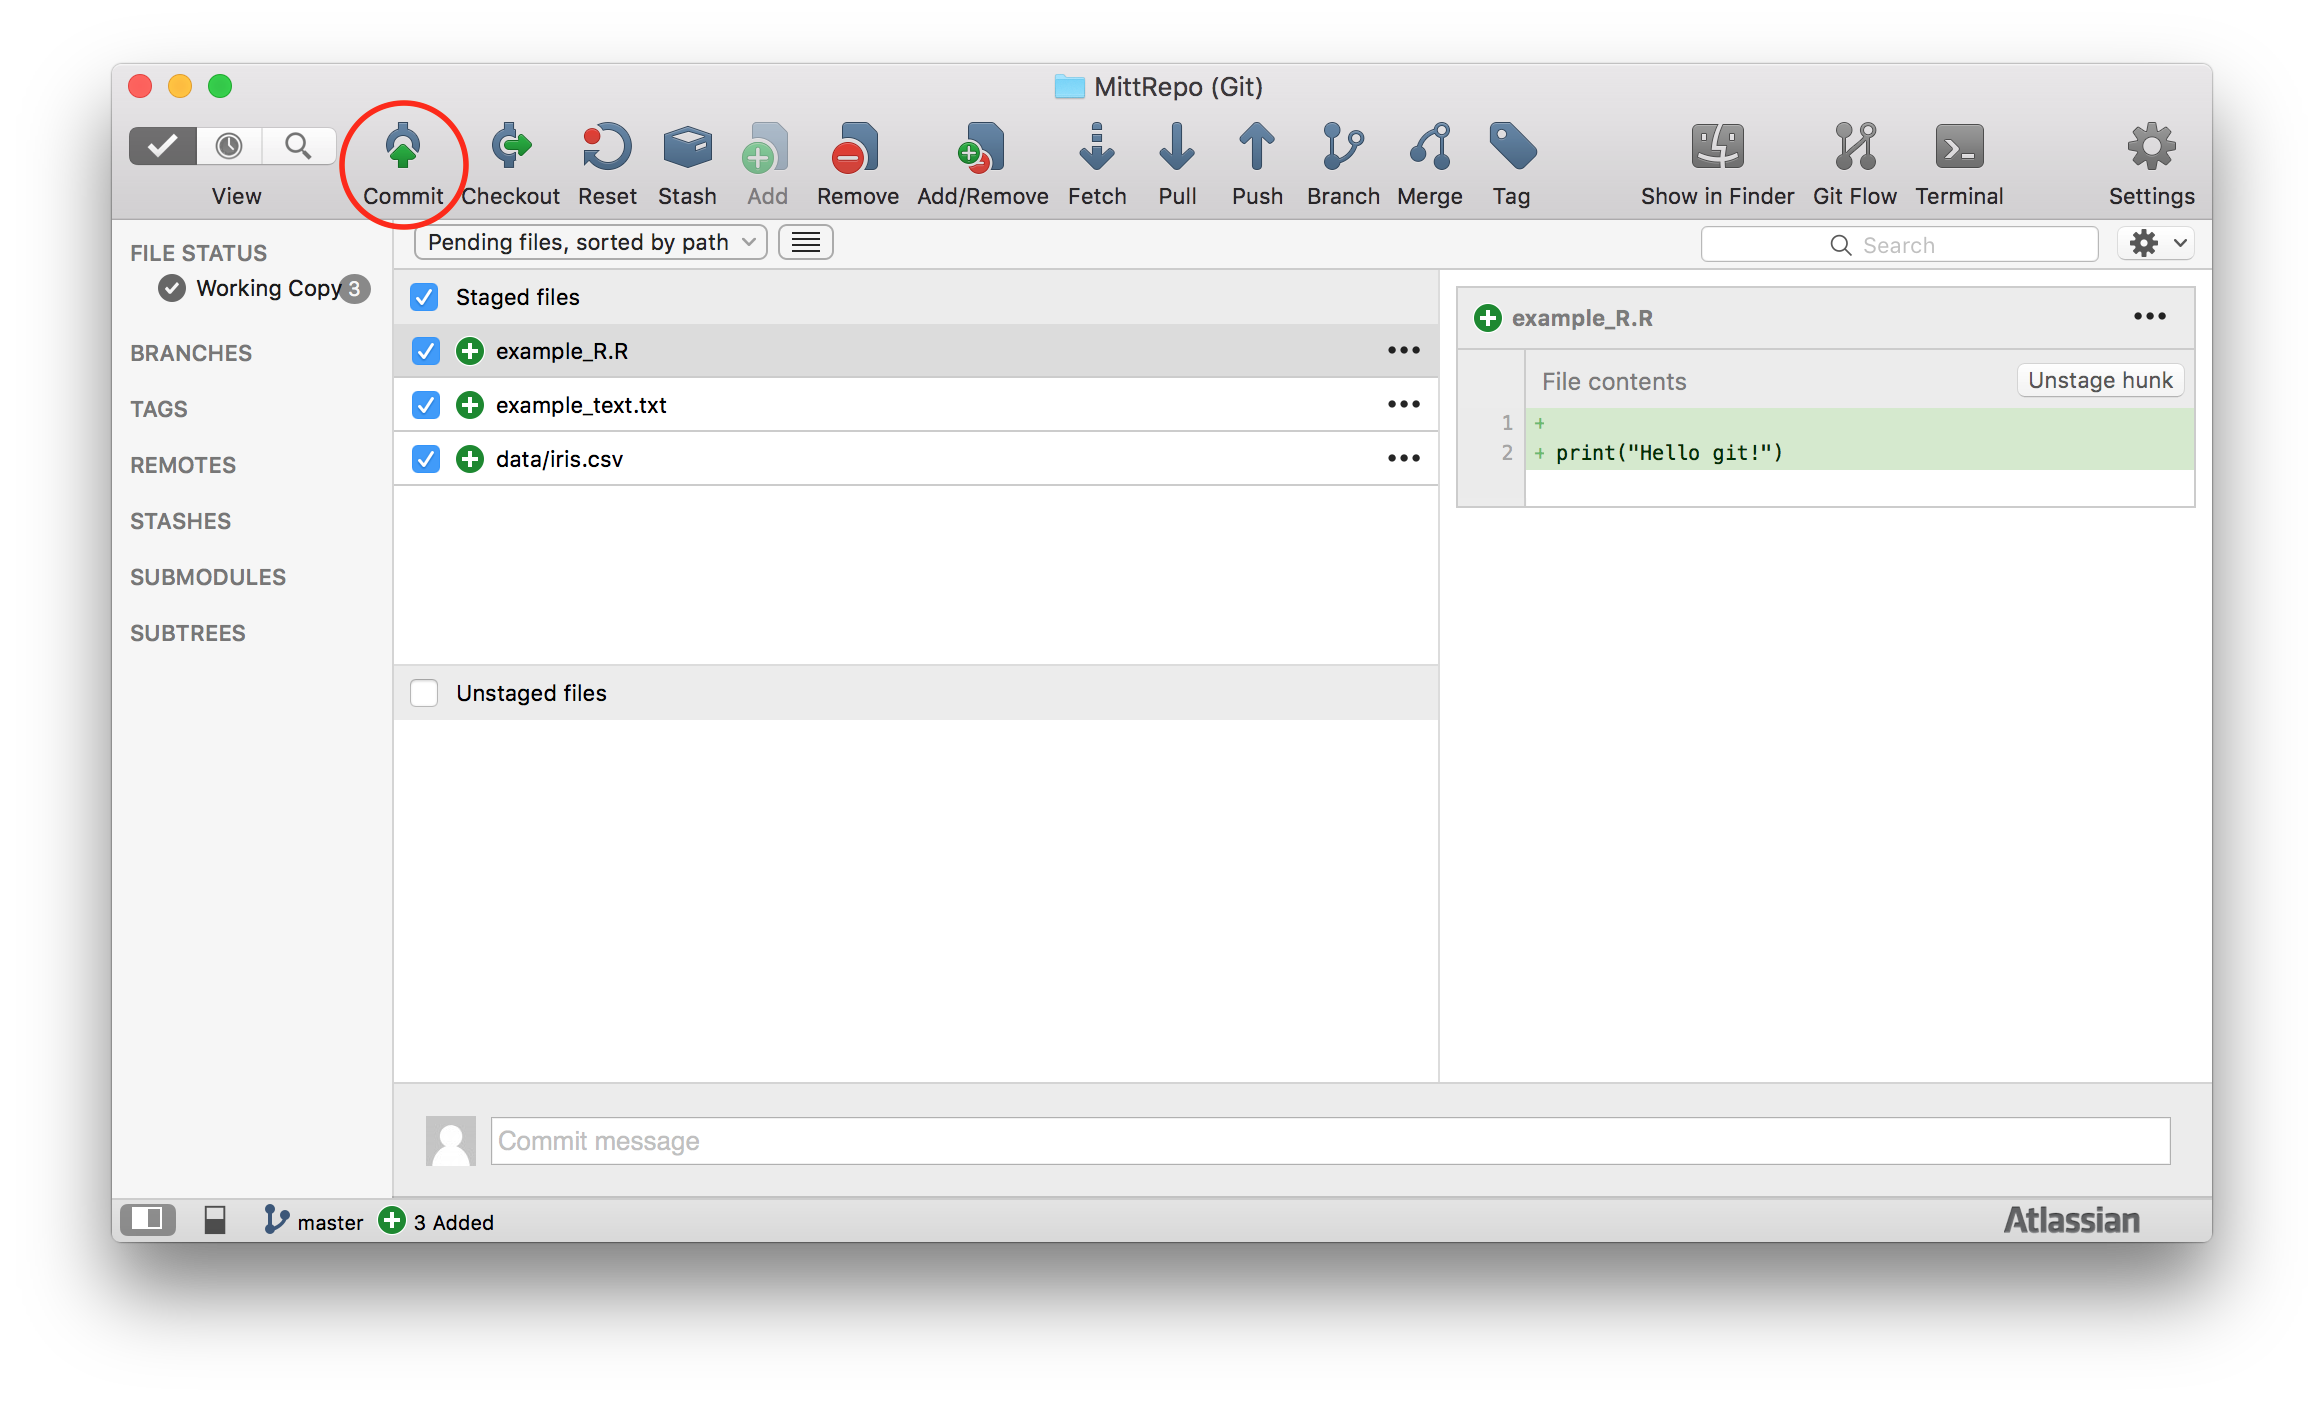 MittRepo (Git)
View
Commit
Checkout
Reset
Stash
Add
Remove
Add/Remove
Fetch
Pull
Push
Branch
Merge
Tag
Show in Finder
Git Flow
Terminal
Settings
FILE STATUS
Working Copy 3
BRANCHES
TAGS
REMOTES
STASHES
SUBMODULES
SUBTREES
Pending files, sorted by path
Search
Staged files
example_R.R
example_text.txt
data/iris.csv
Unstaged files
example_R.R
File contents
Unstage hunk
1 +
2 + print("Hello git!")
Commit message
master
3 Added
Atlassian